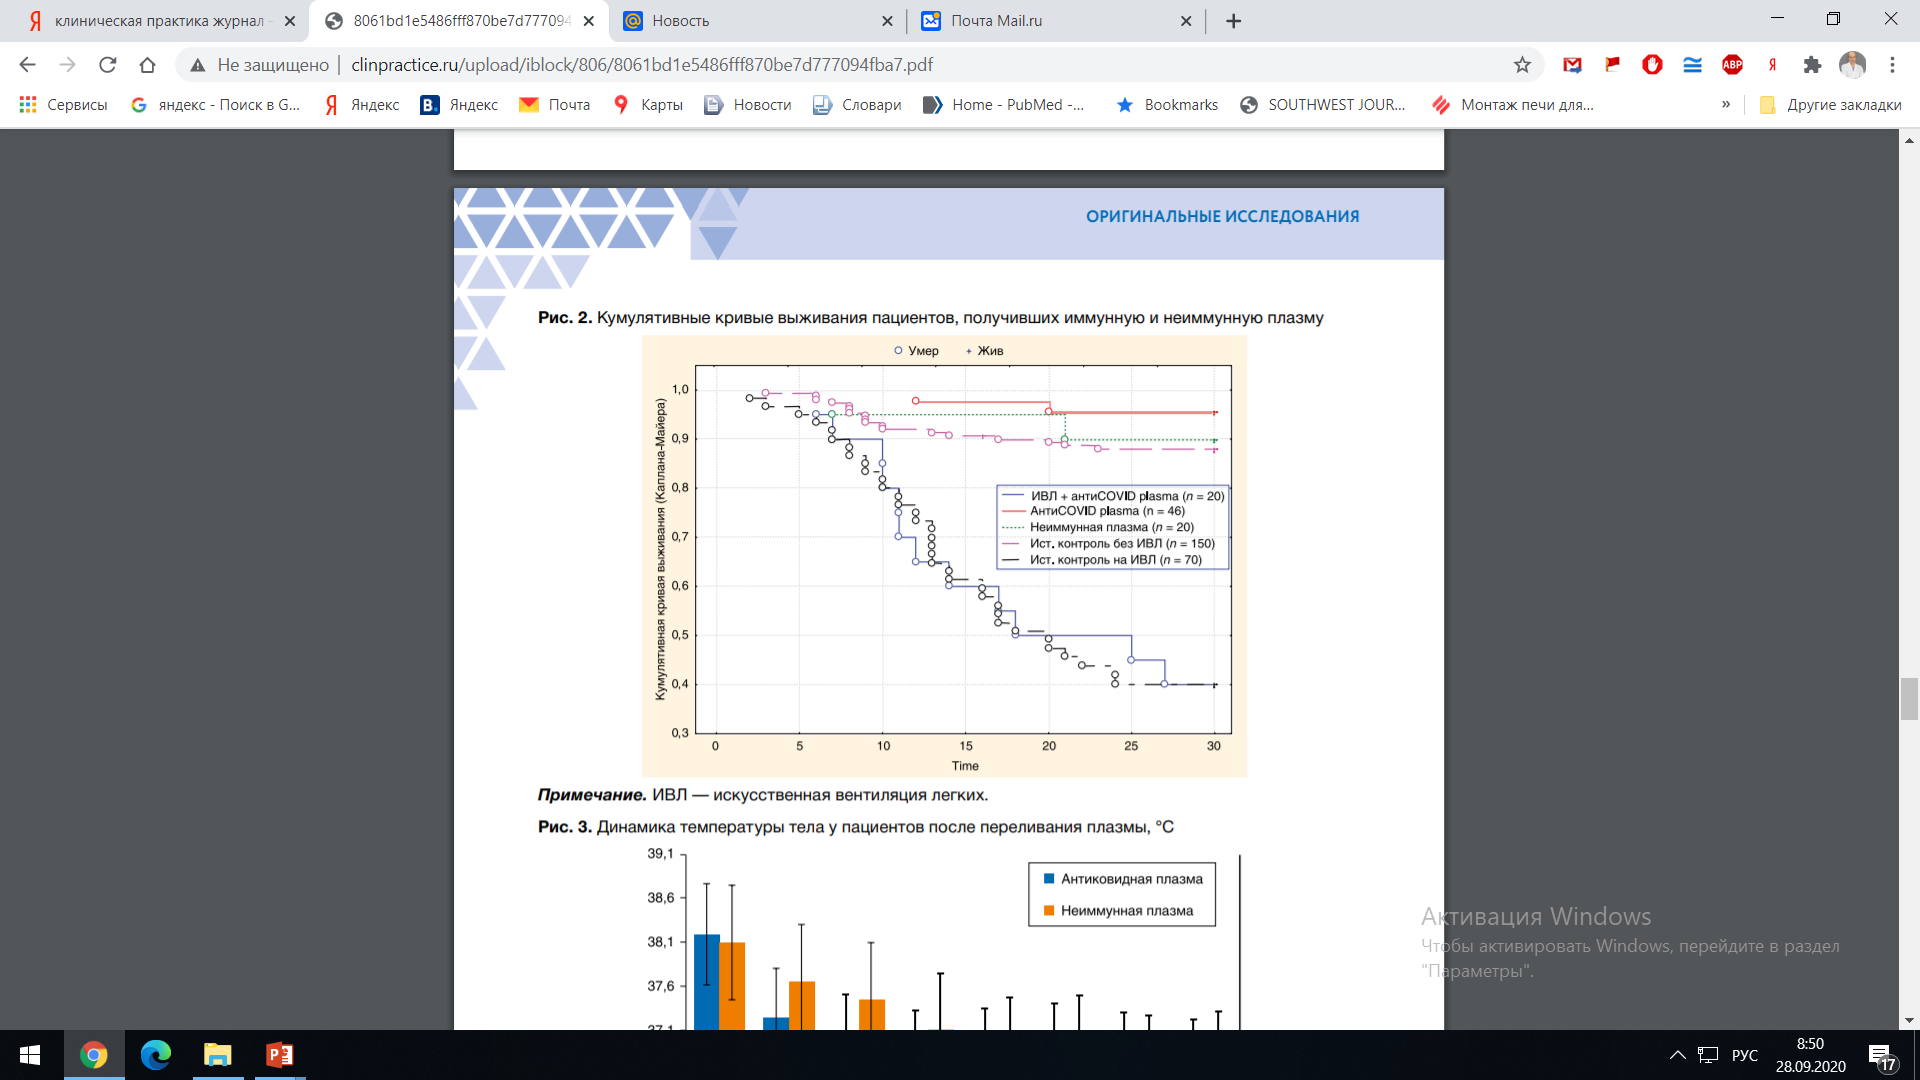 клиническая практика журнал -
8061bd1e5486fff870be7d777094
Новость
Почта Mail.ru
Не защищено | clinpractice.ru/upload/iblock/806/8061bd1e5486fff870be7d777094fba7.pdf
ABP
Я
Сервисы
яндекс - Поиск в G...
Яндекс
Яндекс
Почта
Карты
Новости
Словари
Home - PubMed -...
Bookmarks
SOUTHWEST JOUR...
Монтаж печи для...
»
Другие закладки
ОРИГИНАЛЬНЫЕ ИССЛЕДОВАНИЯ
Рис. 2. Кумулятивные кривые выживания пациентов, получивших иммунную и неиммунную плазму
Умер + Жив
Кумулятивная кривая выживания (Каплана-Майера)
1,0
0,9
0,8
0,7
0,6
0,5
0,4
0,3
ИВЛ + антиCOVID plasma (n = 20)
АнтиCOVID plasma (n = 46)
Неиммунная плазма (n = 20)
Ист. контроль без ИВЛ (n = 150)
Ист. контроль на ИВЛ (n = 70)
0 5 10 15 20 25 30
Time
Примечание. ИВЛ — искусственная вентиляция легких.
Рис. 3. Динамика температуры тела у пациентов после переливания плазмы, °С
39,1
38,6
38,1
37,6
37,1
Антиковидная плазма
Неиммунная плазма
Активация Windows
Чтобы активировать Windows, перейдите в раздел
"Параметры".
РУС
8:50
28.09.2020
17